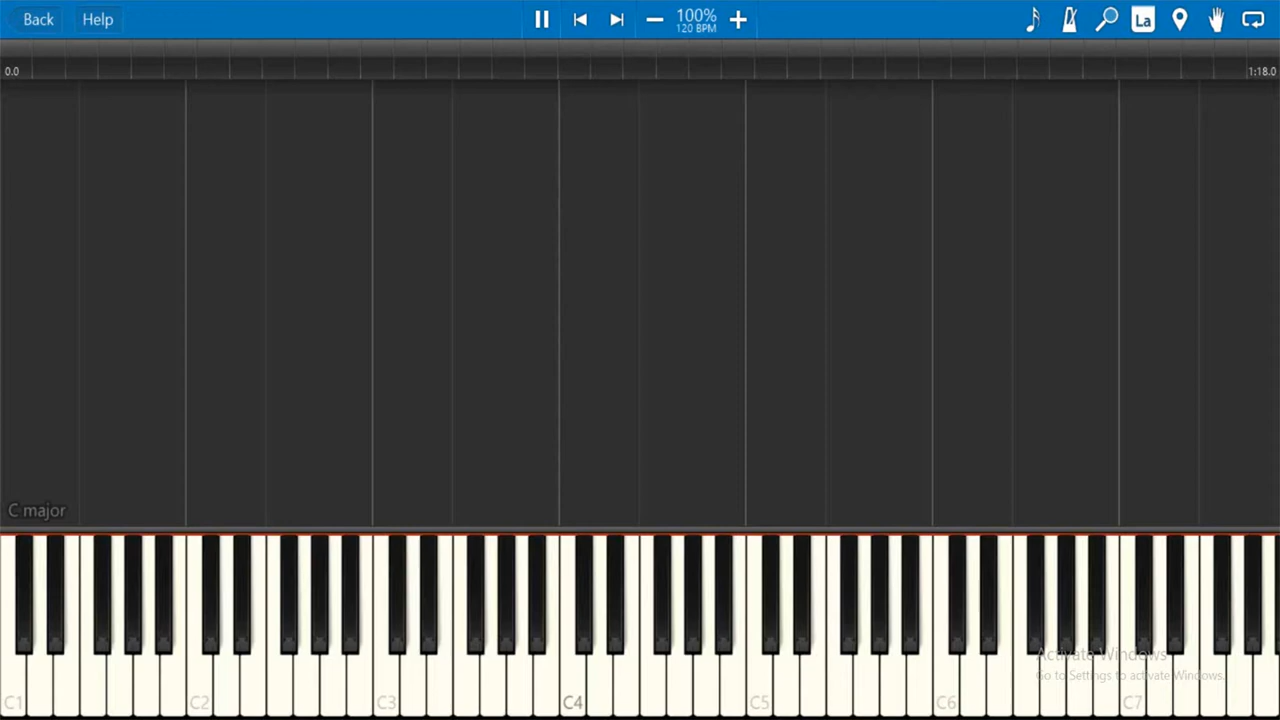 Back Help 100% La
120 BPM
0.0 1:18.0
C major
Activate Windows
Go to Settings to activate Windows.
C1 C2 C3 C4 C5 C6 C7